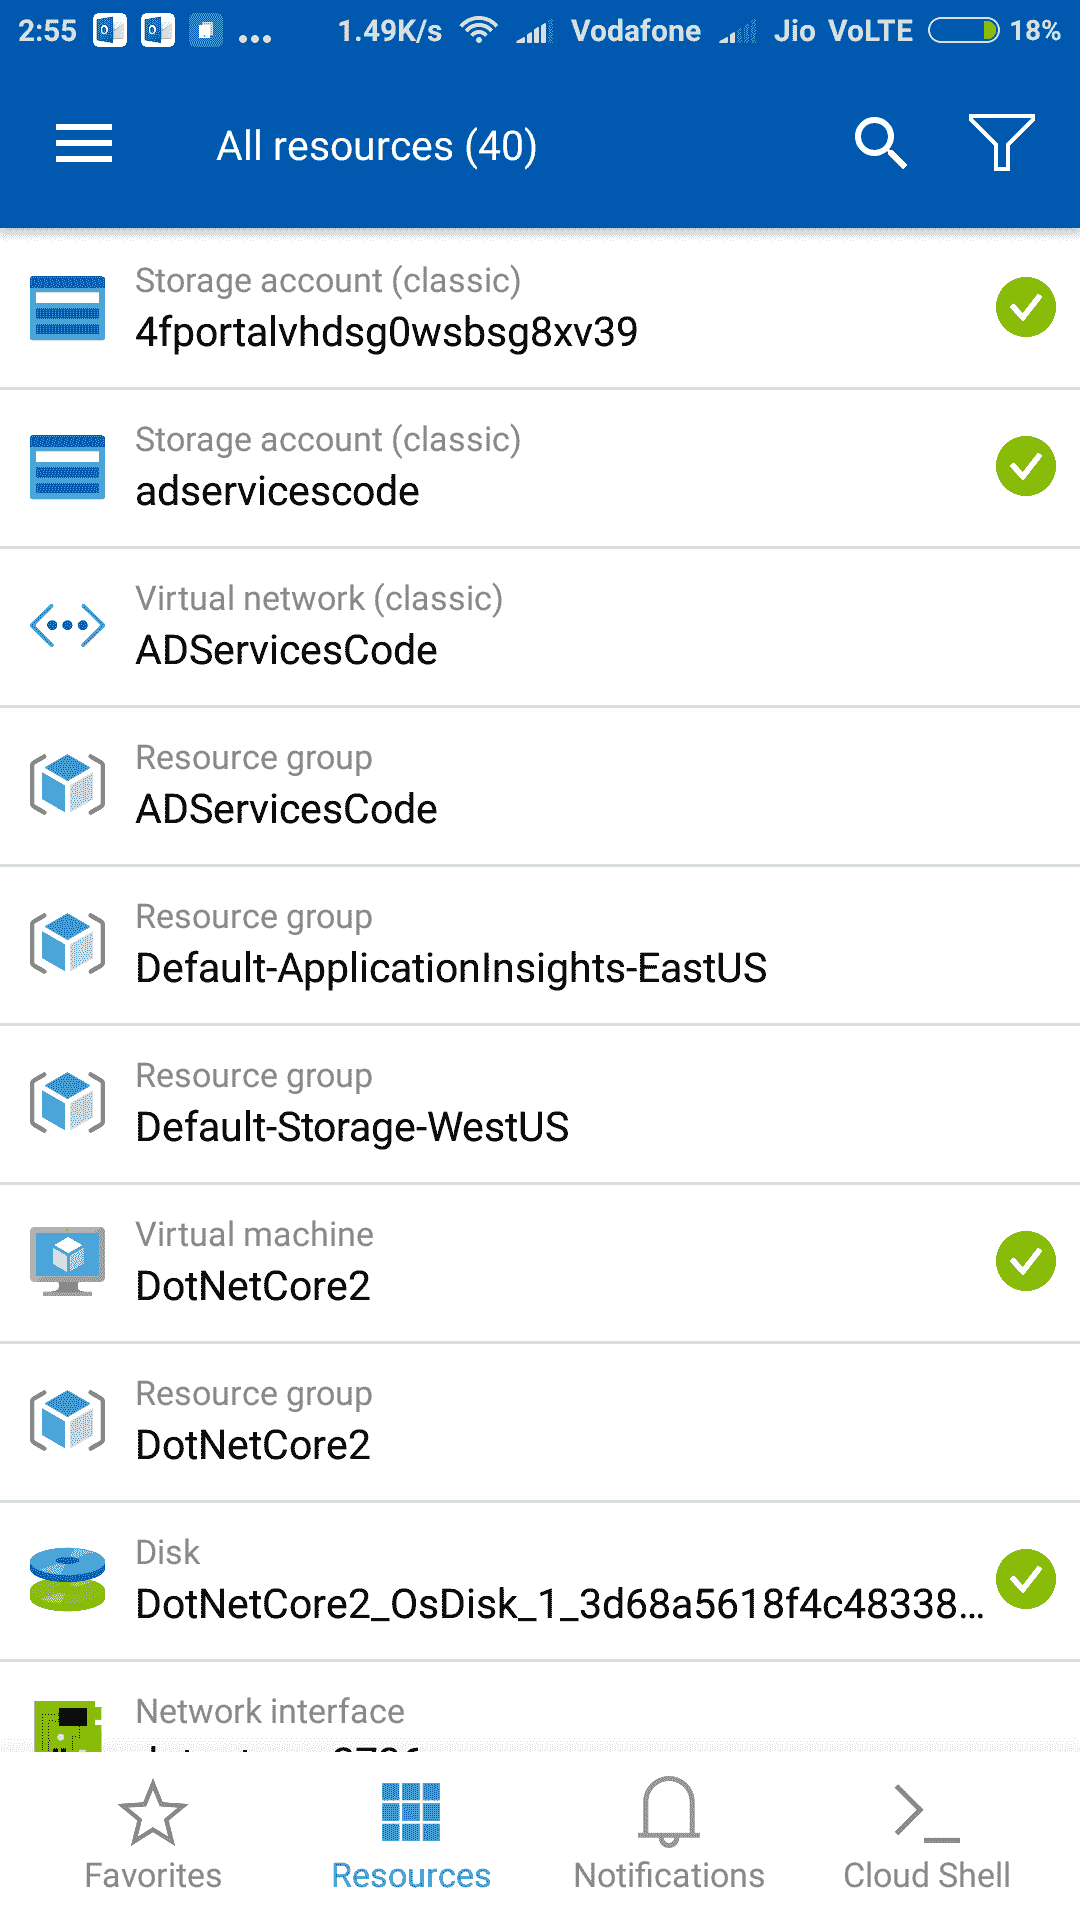 2:55 ... 1.49K/s Vodafone Jio VoLTE 18%
All resources (40)
Storage account (classic)
4fportalvhdsg0wsbsg8xv39
Storage account (classic)
adservicescode
Virtual network (classic)
ADServicesCode
Resource group
ADServicesCode
Resource group
Default-ApplicationInsights-EastUS
Resource group
Default-Storage-WestUS
Virtual machine
DotNetCore2
Resource group
DotNetCore2
Disk
DotNetCore2_OsDisk_1_3d68a5618f4c48338...
Network interface
Favorites Resources Notifications Cloud Shell